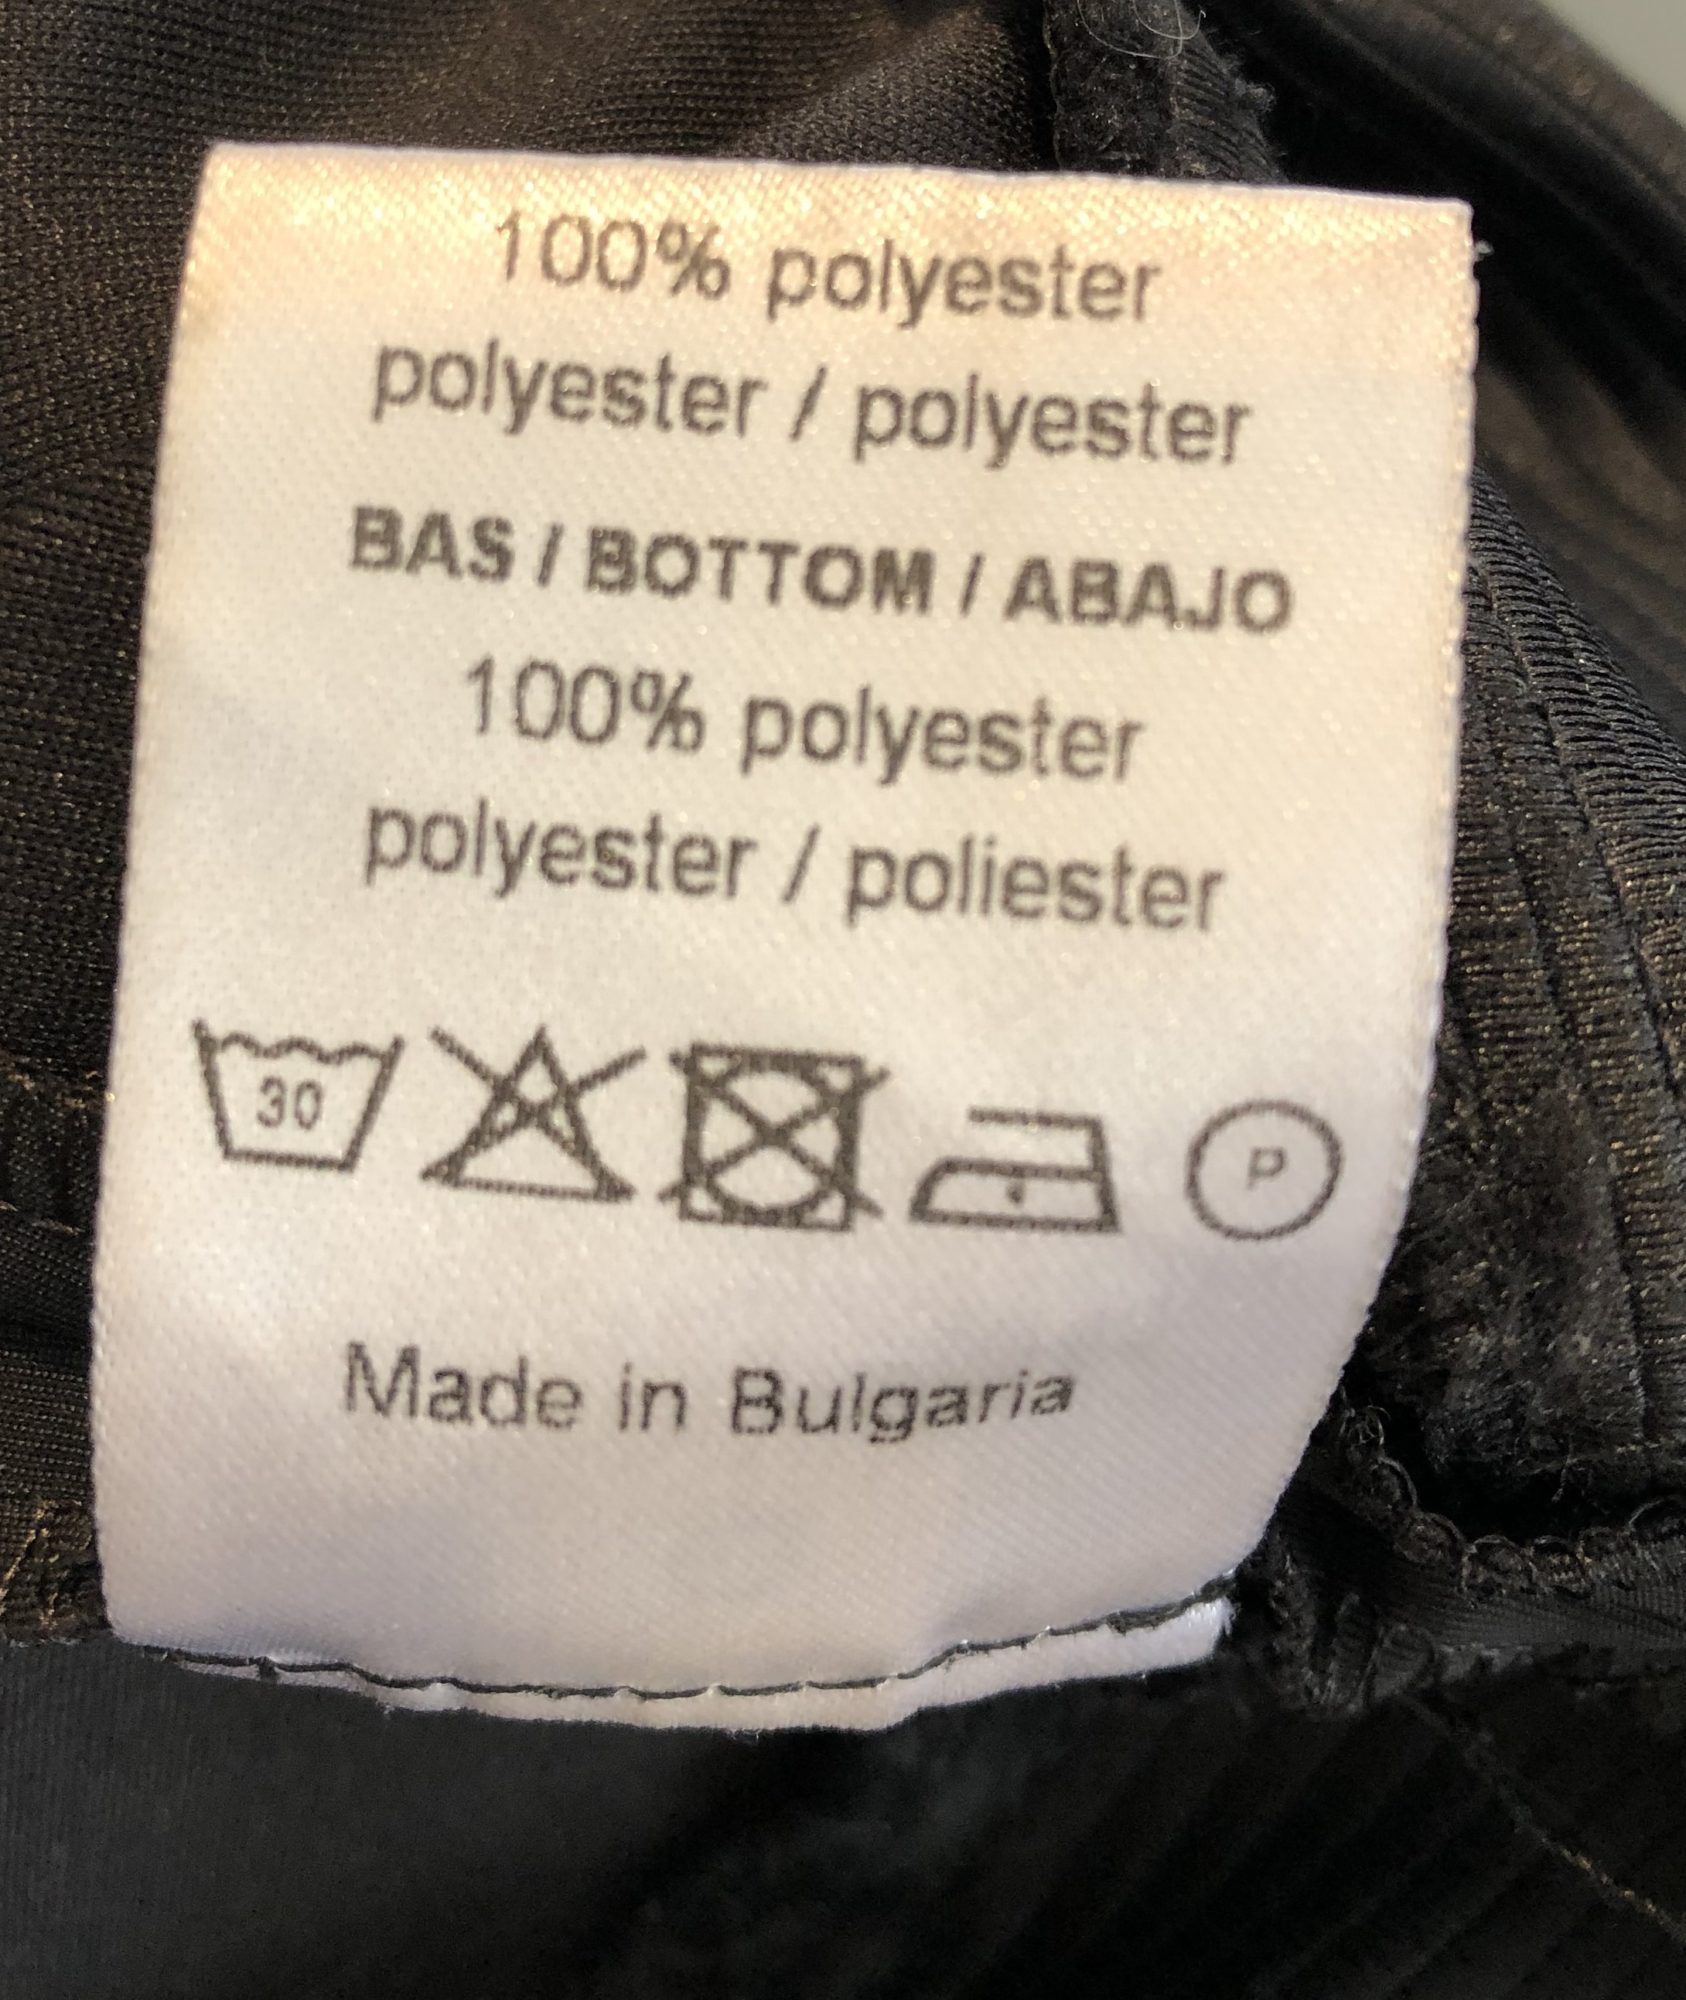 100% polyester
polyester / polyester
BAS / BOTTOM / ABAJO
100% polyester
polyester / poliester
30
P
Made in Bulgaria